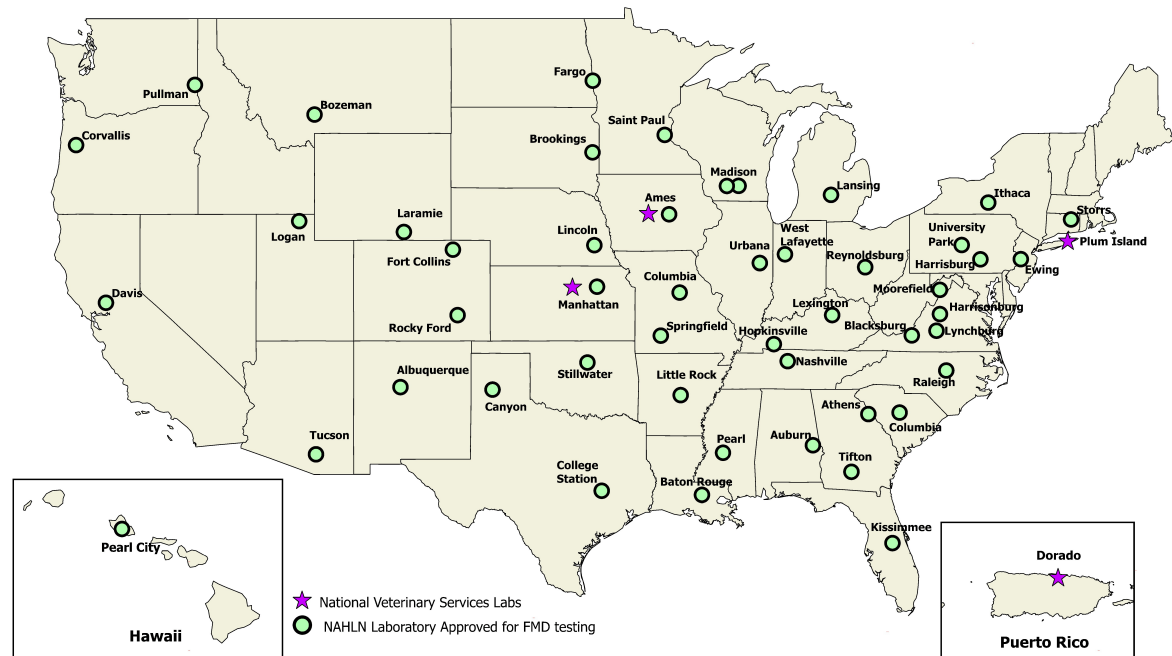 Fargo
Pullman
Bozeman
Saint Paul
Corvallis
Brookings
Madison
Lansing
Ames
Ithaca
Laramie
Storrs
Logan
Lincoln
West
Lafayette
University
Park
Plum Island
Fort Collins
Urbana
Reynoldsburg
Harrisburg
Ewing
Columbia
Moorefield
Davis
Manhattan
Lexington
Harrisonburg
Rocky Ford
Springfield
Hopkinsville
Blacksburg
Lynchburg
Nashville
Albuquerque
Stillwater
Little Rock
Raleigh
Canyon
Athens
Columbia
Tucson
Pearl
Auburn
Tifton
College
Station
Baton Rouge
Kissimmee
Pearl City
Dorado
National Veterinary Services Labs
NAHLN Laboratory Approved for FMD testing
Hawaii
Puerto Rico